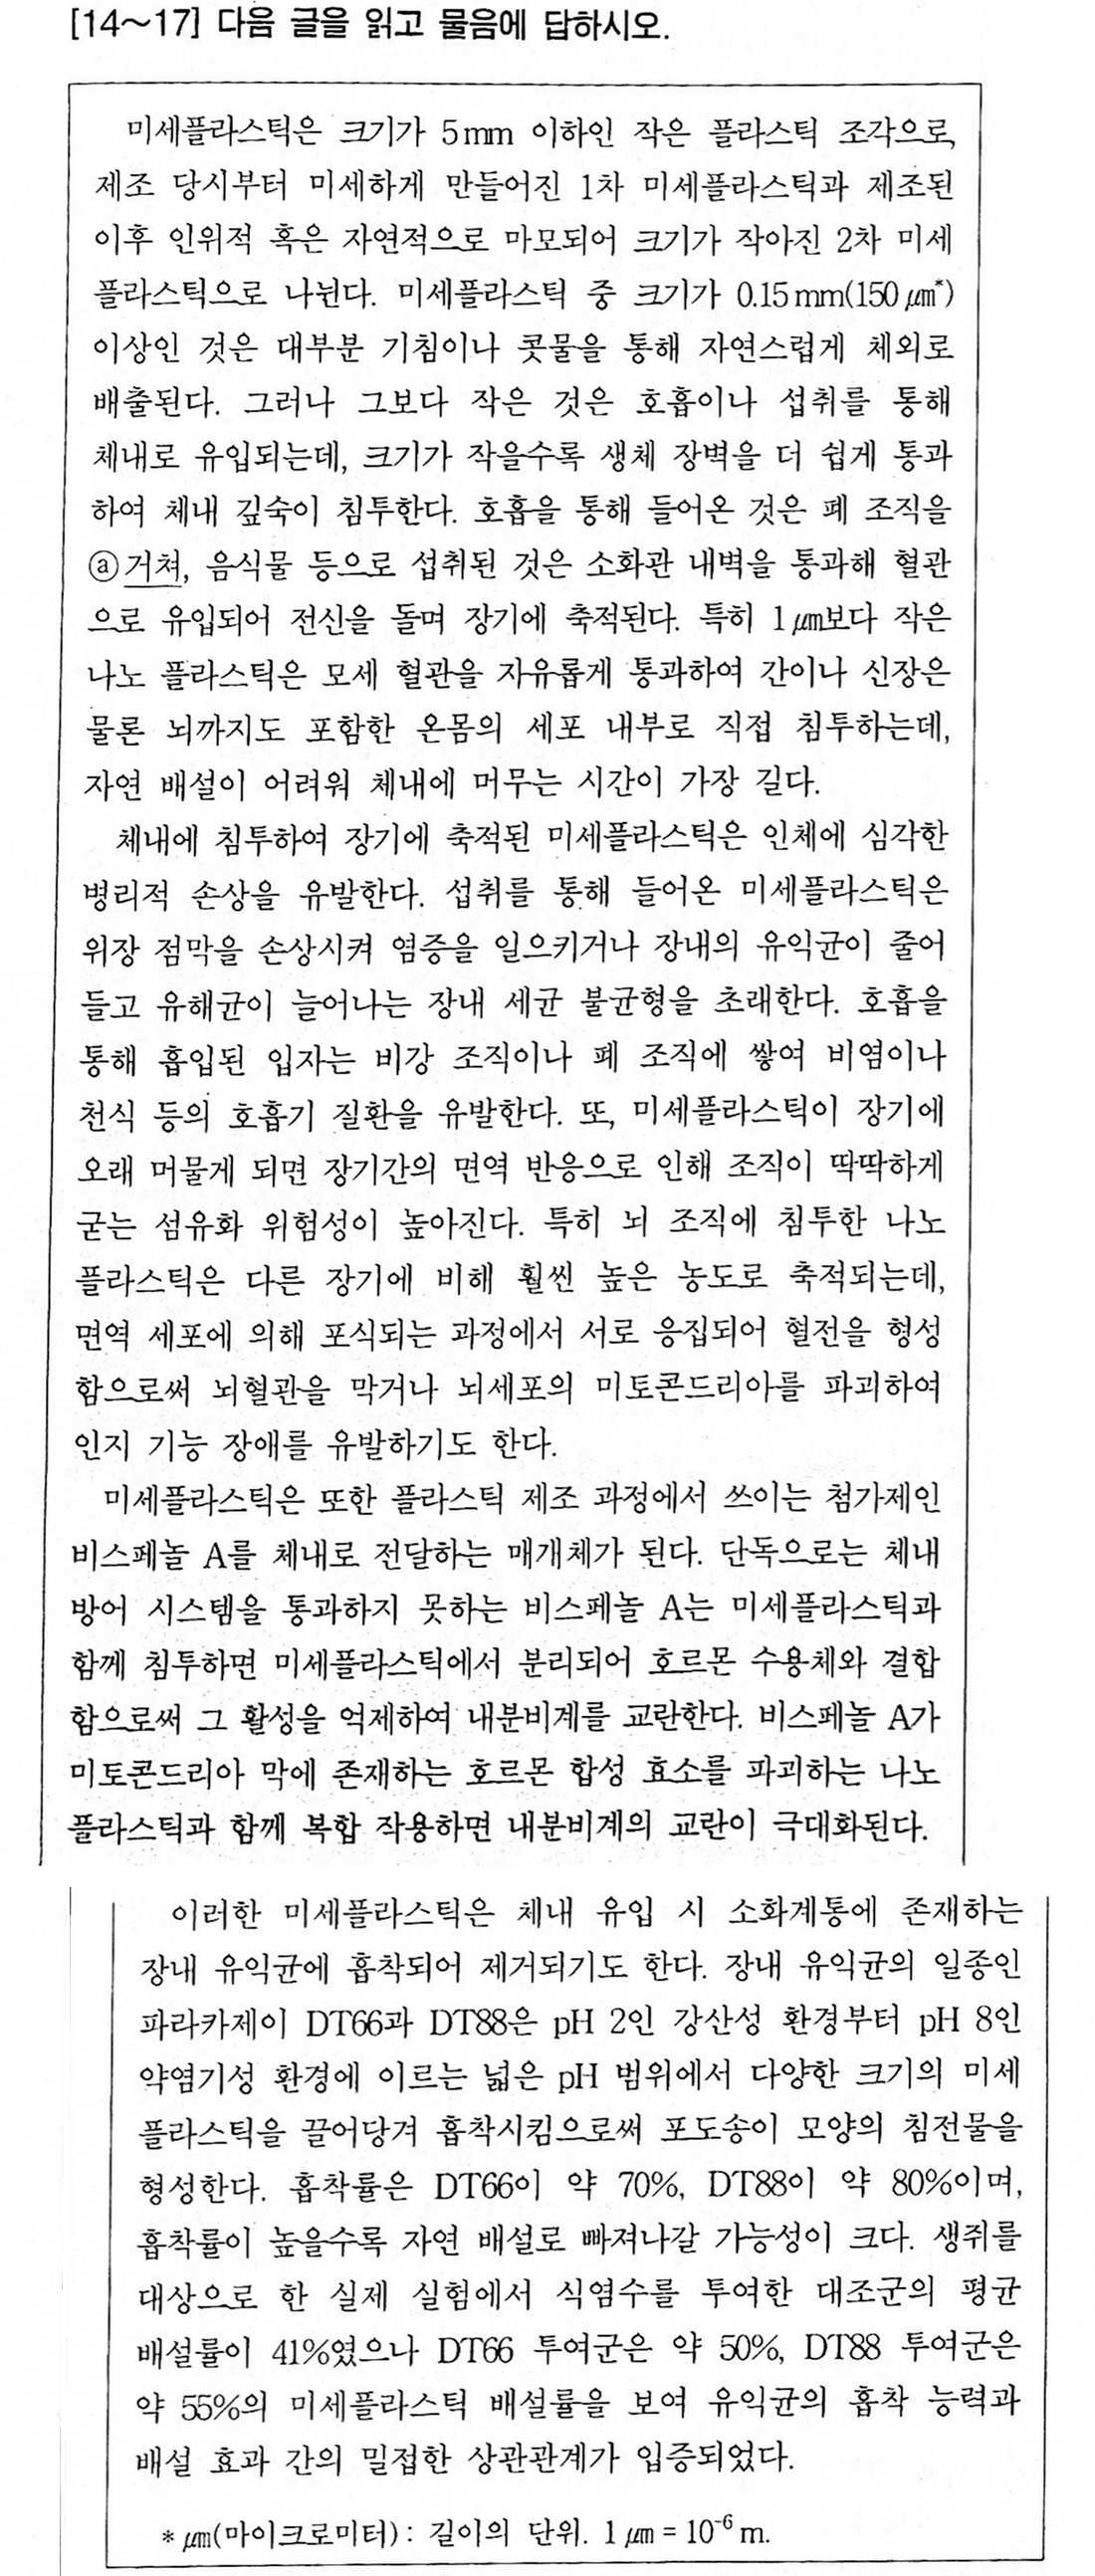 [14~17] 다음 글을 읽고 물음에 답하시오.
미세플라스틱은 크기가 5mm 이하인 작은 플라스틱 조각으로,
제조 당시부터 미세하게 만들어진 1차 미세플라스틱과 제조된
이후 인위적 혹은 자연적으로 마모되어 크기가 작아진 2차 미세
플라스틱으로 나뉜다. 미세플라스틱 중 크기가 0.15mm(150㎛*)
이상인 것은 대부분 기침이나 콧물을 통해 자연스럽게 체외로
배출된다. 그러나 그보다 작은 것은 호흡이나 섭취를 통해
체내로 유입되는데, 크기가 작을수록 생체 장벽을 더 쉽게 통과
하여 체내 깊숙이 침투한다. 호흡을 통해 들어온 것은 폐 조직을
ⓐ거쳐, 음식물 등으로 섭취된 것은 소화관 내벽을 통과해 혈관
으로 유입되어 전신을 돌며 장기에 축적된다. 특히 1㎛보다 작은
나노 플라스틱은 모세 혈관을 자유롭게 통과하여 간이나 신장은
물론 뇌까지도 포함한 온몸의 세포 내부로 직접 침투하는데,
자연 배설이 어려워 체내에 머무는 시간이 가장 길다.
체내에 침투하여 장기에 축적된 미세플라스틱은 인체에 심각한
병리적 손상을 유발한다. 섭취를 통해 들어온 미세플라스틱은
위장 점막을 손상시켜 염증을 일으키거나 장내의 유익균이 줄어
들고 유해균이 늘어나는 장내 세균 불균형을 초래한다. 호흡을
통해 흡입된 입자는 비강 조직이나 폐 조직에 쌓여 비염이나
천식 등의 호흡기 질환을 유발한다. 또, 미세플라스틱이 장기에
오래 머물게 되면 장기간의 면역 반응으로 인해 조직이 딱딱하게
굳는 섬유화 위험성이 높아진다. 특히 뇌 조직에 침투한 나노
플라스틱은 다른 장기에 비해 훨씬 높은 농도로 축적되는데,
면역 세포에 의해 포식되는 과정에서 서로 응집되어 혈전을 형성
함으로써 뇌혈관을 막거나 뇌세포의 미토콘드리아를 파괴하여
인지 기능 장애를 유발하기도 한다.
미세플라스틱은 또한 플라스틱 제조 과정에서 쓰이는 첨가제인
비스페놀 A를 체내로 전달하는 매개체가 된다. 단독으로는 체내
방어 시스템을 통과하지 못하는 비스페놀 A는 미세플라스틱과
함께 침투하면 미세플라스틱에서 분리되어 호르몬 수용체와 결합
함으로써 그 활성을 억제하여 내분비계를 교란한다. 비스페놀 A가
미토콘드리아 막에 존재하는 호르몬 합성 효소를 파괴하는 나노
플라스틱과 함께 복합 작용하면 내분비계의 교란이 극대화된다.
이러한 미세플라스틱은 체내 유입 시 소화계통에 존재하는
장내 유익균에 흡착되어 제거되기도 한다. 장내 유익균의 일종인
파라카제이 DT66과 DT88은 pH 2인 강산성 환경부터 pH 8인
약염기성 환경에 이르는 넓은 pH 범위에서 다양한 크기의 미세
플라스틱을 끌어당겨 흡착시킴으로써 포도송이 모양의 침전물을
형성한다. 흡착률은 DT66이 약 70%, DT88이 약 80%이며,
흡착률이 높을수록 자연 배설로 빠져나갈 가능성이 크다. 생쥐를
대상으로 한 실제 실험에서 식염수를 투여한 대조군의 평균
배설률이 41%였으나 DT66 투여군은 약 50%, DT88 투여군은
약 55%의 미세플라스틱 배설률을 보여 유익균의 흡착 능력과
배설 효과 간의 밀접한 상관관계가 입증되었다.
* ㎛(마이크로미터): 길이의 단위. 1㎛ = 10⁻⁶ m.